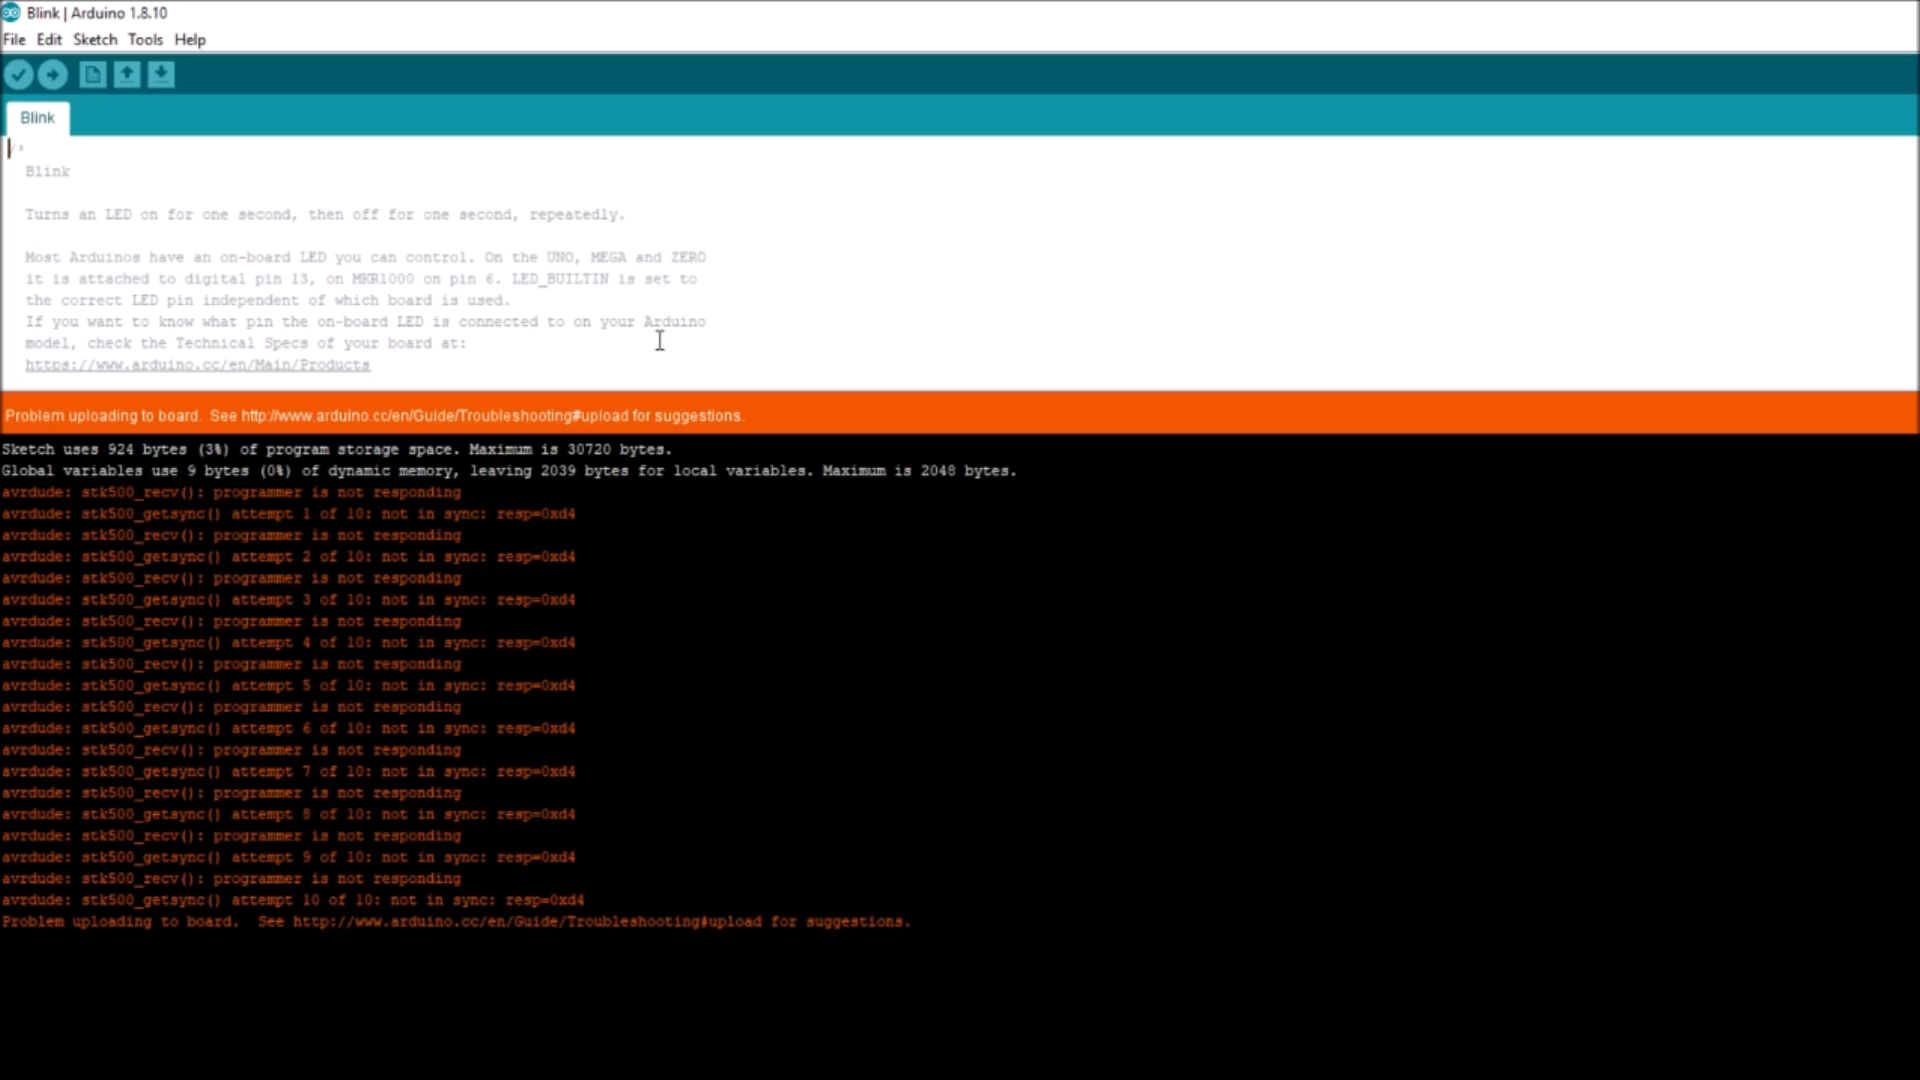 Blink | Arduino 1.8.10
File Edit Sketch Tools Help
Blink
/*
Blink
Turns an LED on for one second, then off for one second, repeatedly.
Most Arduinos have an on-board LED you can control. On the UNO, MEGA and ZERO
it is attached to digital pin 13, on MKR1000 on pin 6. LED_BUILTIN is set to
the correct LED pin independent of which board is used.
If you want to know what pin the on-board LED is connected to on your Arduino
model, check the Technical Specs of your board at:
https://www.arduino.cc/en/Main/Products
Problem uploading to board.  See http://www.arduino.cc/en/Guide/Troubleshooting#upload for suggestions.
Sketch uses 924 bytes (3%) of program storage space. Maximum is 30720 bytes.
Global variables use 9 bytes (0%) of dynamic memory, leaving 2039 bytes for local variables. Maximum is 2048 bytes.
avrdude: stk500_recv(): programmer is not responding
avrdude: stk500_getsync() attempt 1 of 10: not in sync: resp=0xd4
avrdude: stk500_recv(): programmer is not responding
avrdude: stk500_getsync() attempt 2 of 10: not in sync: resp=0xd4
avrdude: stk500_recv(): programmer is not responding
avrdude: stk500_getsync() attempt 3 of 10: not in sync: resp=0xd4
avrdude: stk500_recv(): programmer is not responding
avrdude: stk500_getsync() attempt 4 of 10: not in sync: resp=0xd4
avrdude: stk500_recv(): programmer is not responding
avrdude: stk500_getsync() attempt 5 of 10: not in sync: resp=0xd4
avrdude: stk500_recv(): programmer is not responding
avrdude: stk500_getsync() attempt 6 of 10: not in sync: resp=0xd4
avrdude: stk500_recv(): programmer is not responding
avrdude: stk500_getsync() attempt 7 of 10: not in sync: resp=0xd4
avrdude: stk500_recv(): programmer is not responding
avrdude: stk500_getsync() attempt 8 of 10: not in sync: resp=0xd4
avrdude: stk500_recv(): programmer is not responding
avrdude: stk500_getsync() attempt 9 of 10: not in sync: resp=0xd4
avrdude: stk500_recv(): programmer is not responding
avrdude: stk500_getsync() attempt 10 of 10: not in sync: resp=0xd4
Problem uploading to board.  See http://www.arduino.cc/en/Guide/Troubleshooting#upload for suggestions.